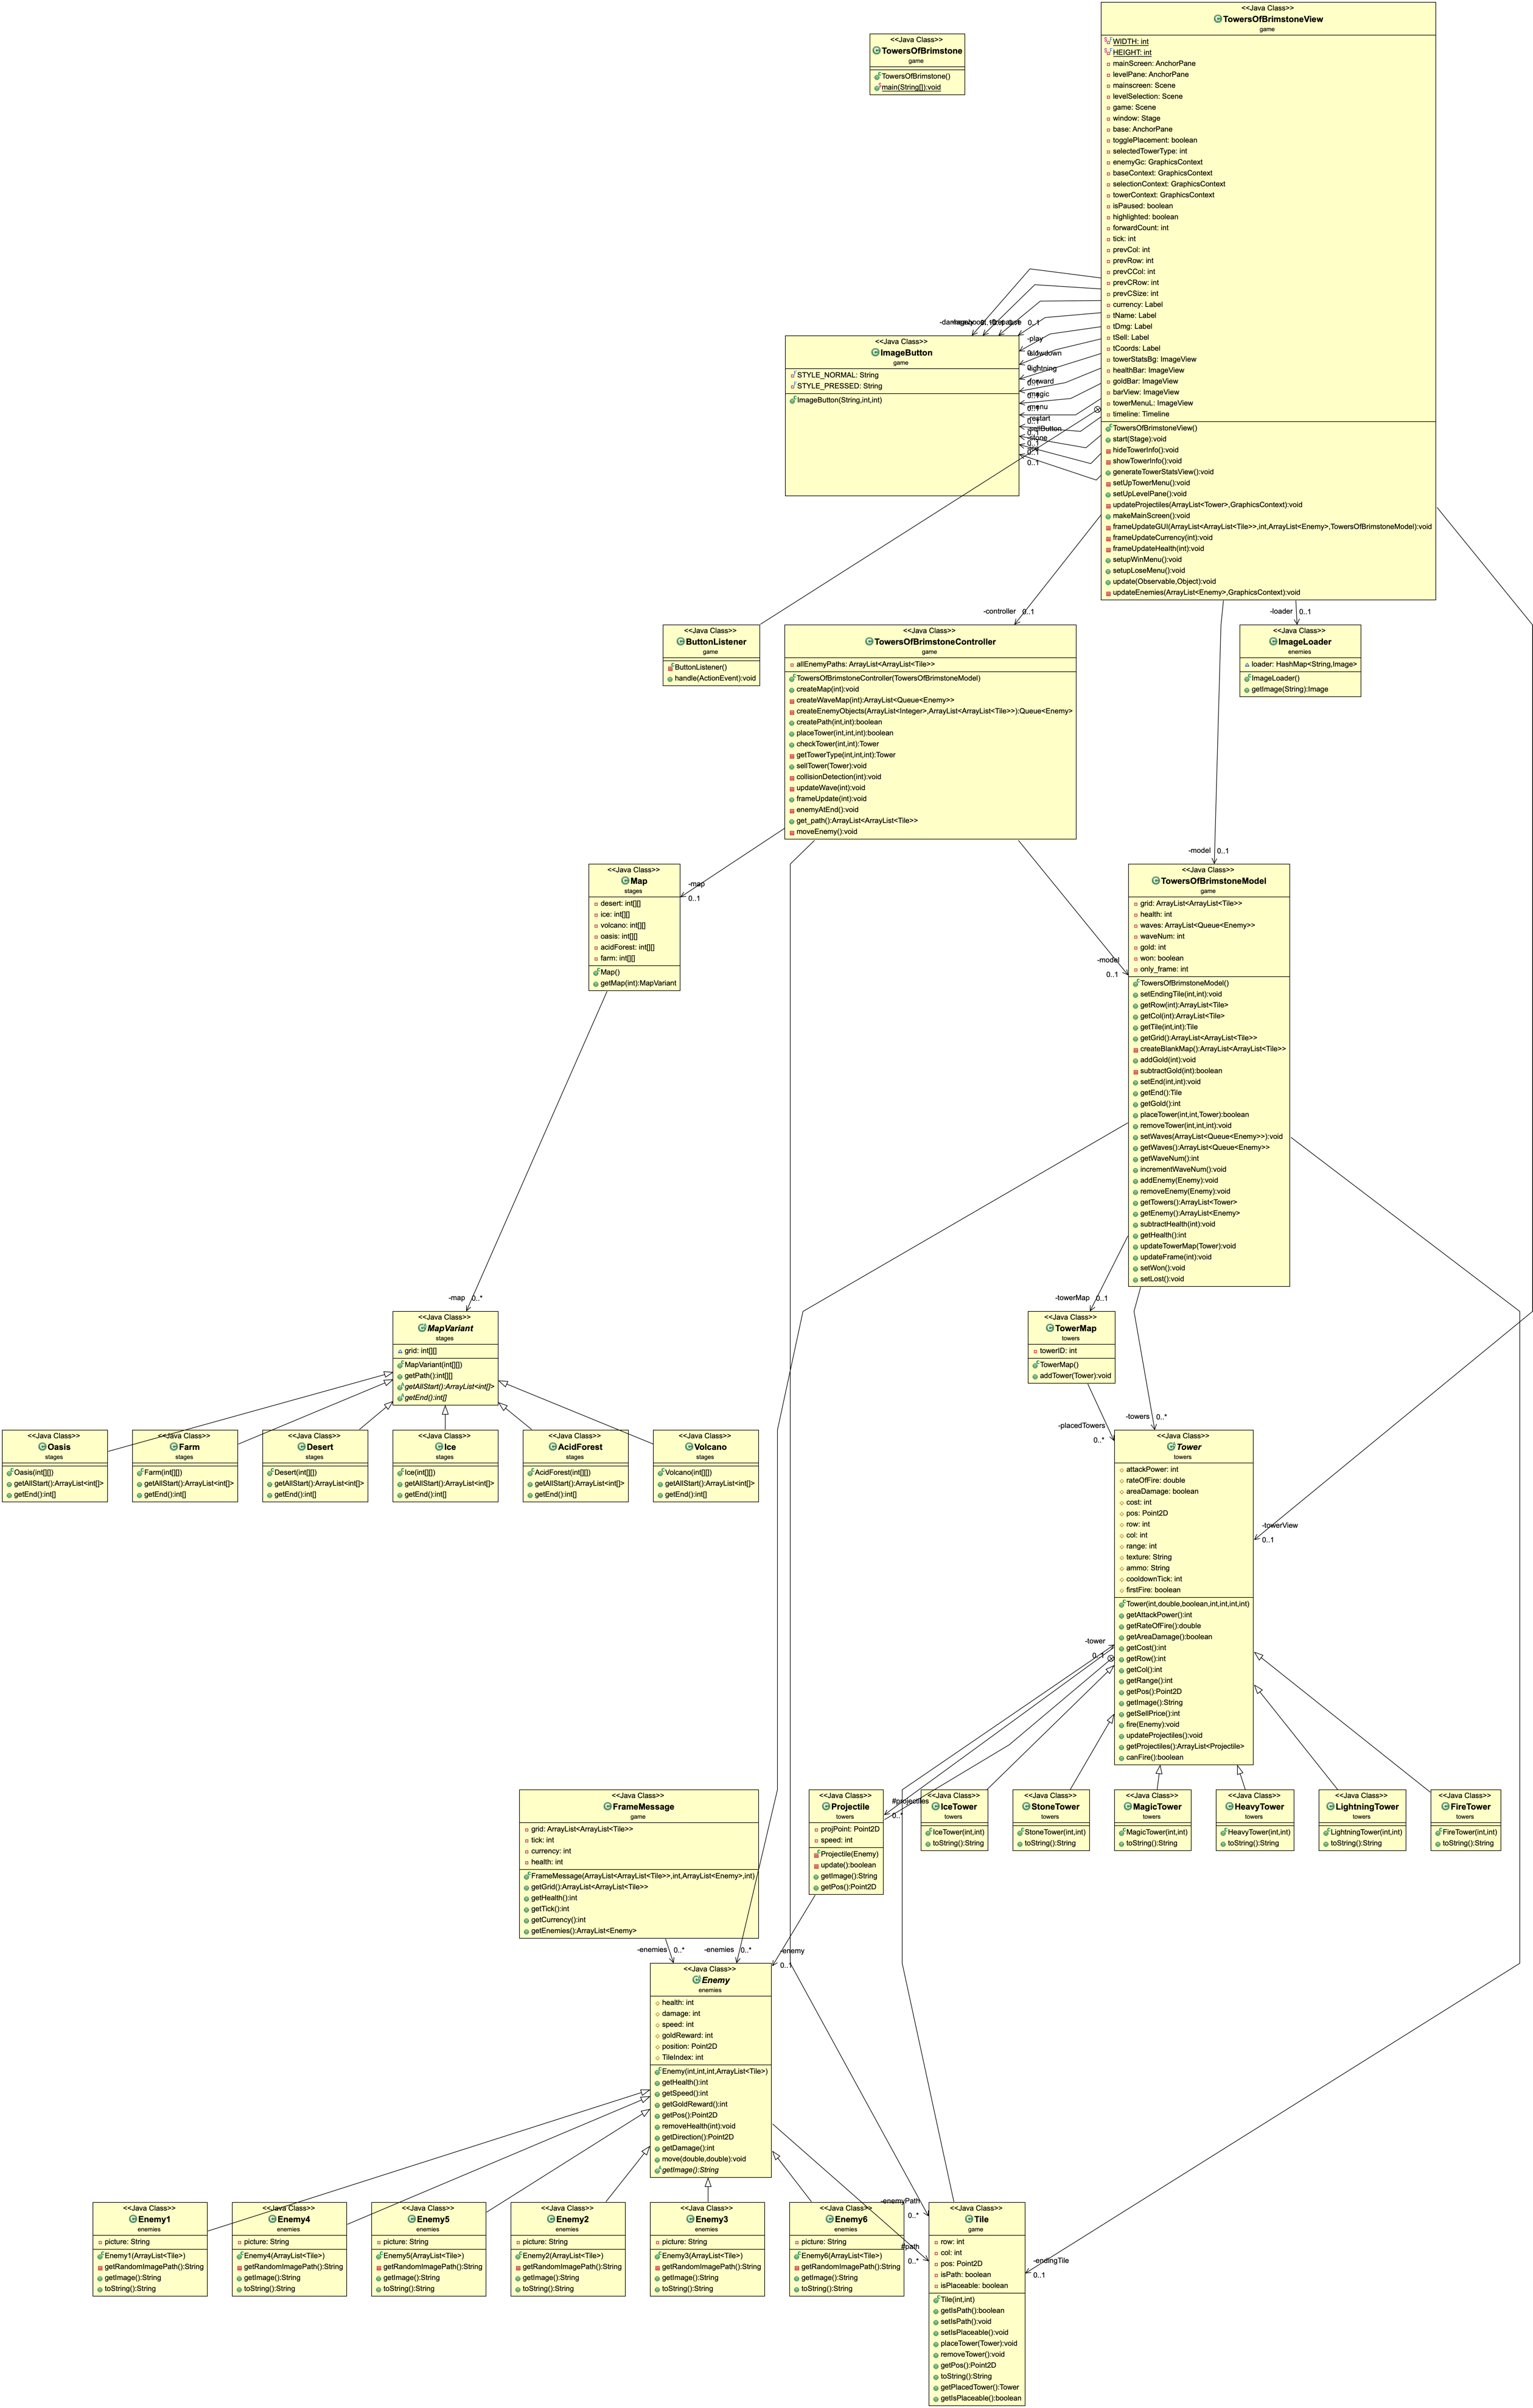 <<Java Class>>
TowersOfBrimstoneView
game
WIDTH: int
HEIGHT: int
mainScreen: AnchorPane
levelPane: AnchorPane
mainscreen: Scene
levelSelection: Scene
game: Scene
window: Stage
base: AnchorPane
togglePlacement: boolean
selectedTowerType: int
enemyGc: GraphicsContext
baseContext: GraphicsContext
selectionContext: GraphicsContext
towerContext: GraphicsContext
isPaused: boolean
highlighted: boolean
forwardCount: int
tick: int
prevCol: int
prevRow: int
prevCCol: int
prevCRow: int
prevCSize: int
currency: Label
tName: Label
tDmg: Label
tSell: Label
tCoords: Label
towerStatsBg: ImageView
healthBar: ImageView
goldBar: ImageView
barView: ImageView
towerMenuL: ImageView
timeline: Timeline
TowersOfBrimstoneView()
start(Stage):void
hideTowerInfo():void
showTowerInfo():void
generateTowerStatsView():void
setUpTowerMenu():void
setUpLevelPane():void
updateProjectiles(ArrayList<Tower>,GraphicsContext):void
makeMainScreen():void
frameUpdateGUI(ArrayList<ArrayList<Tile>>,int,ArrayList<Enemy>,TowersOfBrimstoneModel):void
frameUpdateCurrency(int):void
frameUpdateHealth(int):void
setupWinMenu():void
setupLoseMenu():void
update(Observable,Object):void
updateEnemies(ArrayList<Enemy>,GraphicsContext):void
<<Java Class>>
TowersOfBrimstone
game
TowersOfBrimstone()
main(String[]):void
0..1
-play
-slowdown
-lightning
-forward
-magic
0..1
-menu
0..1
-restart
0..1
-stone
0..1
0..1
<<Java Class>>
ImageButton
game
STYLE_NORMAL: String
STYLE_PRESSED: String
ImageButton(String,int,int)
<<Java Class>>
ButtonListener
game
ButtonListener()
handle(ActionEvent):void
-controller 0..1
<<Java Class>>
TowersOfBrimstoneController
game
allEnemyPaths: ArrayList<ArrayList<Tile>>
TowersOfBrimstoneController(TowersOfBrimstoneModel)
createMap(int):void
createWaveMap(int):ArrayList<Queue<Enemy>>
createEnemyObjects(ArrayList<Integer>,ArrayList<ArrayList<Tile>>):Queue<Enemy>
createPath(int,int):boolean
placeTower(int,int,int):boolean
checkTower(int,int):Tower
getTowerType(int,int,int):Tower
sellTower(Tower):void
collisionDetection(int):void
updateWave(int):void
frameUpdate(int):void
enemyAtEnd():void
get_path():ArrayList<ArrayList<Tile>>
moveEnemy():void
-loader 0..1
<<Java Class>>
ImageLoader
enemies
loader: HashMap<String,Image>
ImageLoader()
getImage(String):Image
-map
0..1
<<Java Class>>
Map
stages
desert: int[][]
ice: int[][]
volcano: int[][]
oasis: int[][]
acidForest: int[][]
farm: int[][]
Map()
getMap(int):MapVariant
-model 0..1
-model
0..1
<<Java Class>>
TowersOfBrimstoneModel
game
grid: ArrayList<ArrayList<Tile>>
health: int
waves: ArrayList<Queue<Enemy>>
waveNum: int
gold: int
won: boolean
only_frame: int
TowersOfBrimstoneModel()
setEndingTile(int,int):void
getRow(int):ArrayList<Tile>
getCol(int):ArrayList<Tile>
getTile(int,int):Tile
getGrid():ArrayList<ArrayList<Tile>>
createBlankMap():ArrayList<ArrayList<Tile>>
addGold(int):void
subtractGold(int):boolean
setEnd(int,int):void
getEnd():Tile
getGold():int
placeTower(int,int,Tower):boolean
removeTower(int,int,int):void
setWaves(ArrayList<Queue<Enemy>>):void
getWaves():ArrayList<Queue<Enemy>>
getWaveNum():int
incrementWaveNum():void
addEnemy(Enemy):void
removeEnemy(Enemy):void
getTowers():ArrayList<Tower>
getEnemy():ArrayList<Enemy>
subtractHealth(int):void
getHealth():int
updateTowerMap(Tower):void
updateFrame(int):void
setWon():void
setLost():void
-map 0..*
<<Java Class>>
MapVariant
stages
grid: int[][]
MapVariant(int[][])
getPath():int[][]
getAllStart():ArrayList<int[]>
getEnd():int[]
-towerMap 0..1
<<Java Class>>
TowerMap
towers
towerID: int
TowerMap()
addTower(Tower):void
-placedTowers
0..*
-towers 0..*
<<Java Class>>
Oasis
stages
Oasis(int[][])
getAllStart():ArrayList<int[]>
getEnd():int[]
<<Java Class>>
Farm
stages
Farm(int[][])
getAllStart():ArrayList<int[]>
getEnd():int[]
<<Java Class>>
Desert
stages
Desert(int[][])
getAllStart():ArrayList<int[]>
getEnd():int[]
<<Java Class>>
Ice
stages
Ice(int[][])
getAllStart():ArrayList<int[]>
getEnd():int[]
<<Java Class>>
AcidForest
stages
AcidForest(int[][])
getAllStart():ArrayList<int[]>
getEnd():int[]
<<Java Class>>
Volcano
stages
Volcano(int[][])
getAllStart():ArrayList<int[]>
getEnd():int[]
<<Java Class>>
Tower
towers
attackPower: int
rateOfFire: double
areaDamage: boolean
cost: int
pos: Point2D
row: int
col: int
range: int
texture: String
ammo: String
cooldownTick: int
firstFire: boolean
Tower(int,double,boolean,int,int,int,int)
getAttackPower():int
getRateOfFire():double
getAreaDamage():boolean
getCost():int
getRow():int
getCol():int
getRange():int
getPos():Point2D
getImage():String
getSellPrice():int
fire(Enemy):void
updateProjectiles():void
getProjectiles():ArrayList<Projectile>
canFire():boolean
-towerView
0..1
-tower
0..1
<<Java Class>>
FrameMessage
game
grid: ArrayList<ArrayList<Tile>>
tick: int
currency: int
health: int
FrameMessage(ArrayList<ArrayList<Tile>>,int,ArrayList<Enemy>,int)
getGrid():ArrayList<ArrayList<Tile>>
getHealth():int
getTick():int
getCurrency():int
getEnemies():ArrayList<Enemy>
<<Java Class>>
Projectile
towers
projPoint: Point2D
speed: int
Projectile(Enemy)
update():boolean
getImage():String
getPos():Point2D
#projectiles
0..*
<<Java Class>>
IceTower
towers
IceTower(int,int)
toString():String
<<Java Class>>
StoneTower
towers
StoneTower(int,int)
toString():String
<<Java Class>>
MagicTower
towers
MagicTower(int,int)
toString():String
<<Java Class>>
HeavyTower
towers
HeavyTower(int,int)
toString():String
<<Java Class>>
LightningTower
towers
LightningTower(int,int)
toString():String
<<Java Class>>
FireTower
towers
FireTower(int,int)
toString():String
-enemies 0..*
-enemies 0..*
-enemy
0..1
<<Java Class>>
Enemy
enemies
health: int
damage: int
speed: int
goldReward: int
position: Point2D
TileIndex: int
Enemy(int,int,int,ArrayList<Tile>)
getHealth():int
getSpeed():int
getGoldReward():int
getPos():Point2D
removeHealth(int):void
getDirection():Point2D
getDamage():int
move(double,double):void
getImage():String
<<Java Class>>
Enemy1
enemies
picture: String
Enemy1(ArrayList<Tile>)
getRandomImagePath():String
getImage():String
toString():String
<<Java Class>>
Enemy4
enemies
picture: String
Enemy4(ArrayList<Tile>)
getRandomImagePath():String
getImage():String
toString():String
<<Java Class>>
Enemy5
enemies
picture: String
Enemy5(ArrayList<Tile>)
getRandomImagePath():String
getImage():String
toString():String
<<Java Class>>
Enemy2
enemies
picture: String
Enemy2(ArrayList<Tile>)
getRandomImagePath():String
getImage():String
toString():String
<<Java Class>>
Enemy3
enemies
picture: String
Enemy3(ArrayList<Tile>)
getRandomImagePath():String
getImage():String
toString():String
<<Java Class>>
Enemy6
enemies
picture: String
Enemy6(ArrayList<Tile>)
getRandomImagePath():String
getImage():String
toString():String
-enemyPath
0..*
#path
0..*
<<Java Class>>
Tile
game
row: int
col: int
pos: Point2D
isPath: boolean
isPlaceable: boolean
Tile(int,int)
getIsPath():boolean
setIsPath():void
setIsPlaceable():void
placeTower(Tower):void
removeTower():void
getPos():Point2D
toString():String
getPlacedTower():Tower
getIsPlaceable():boolean
-endingTile
0..1